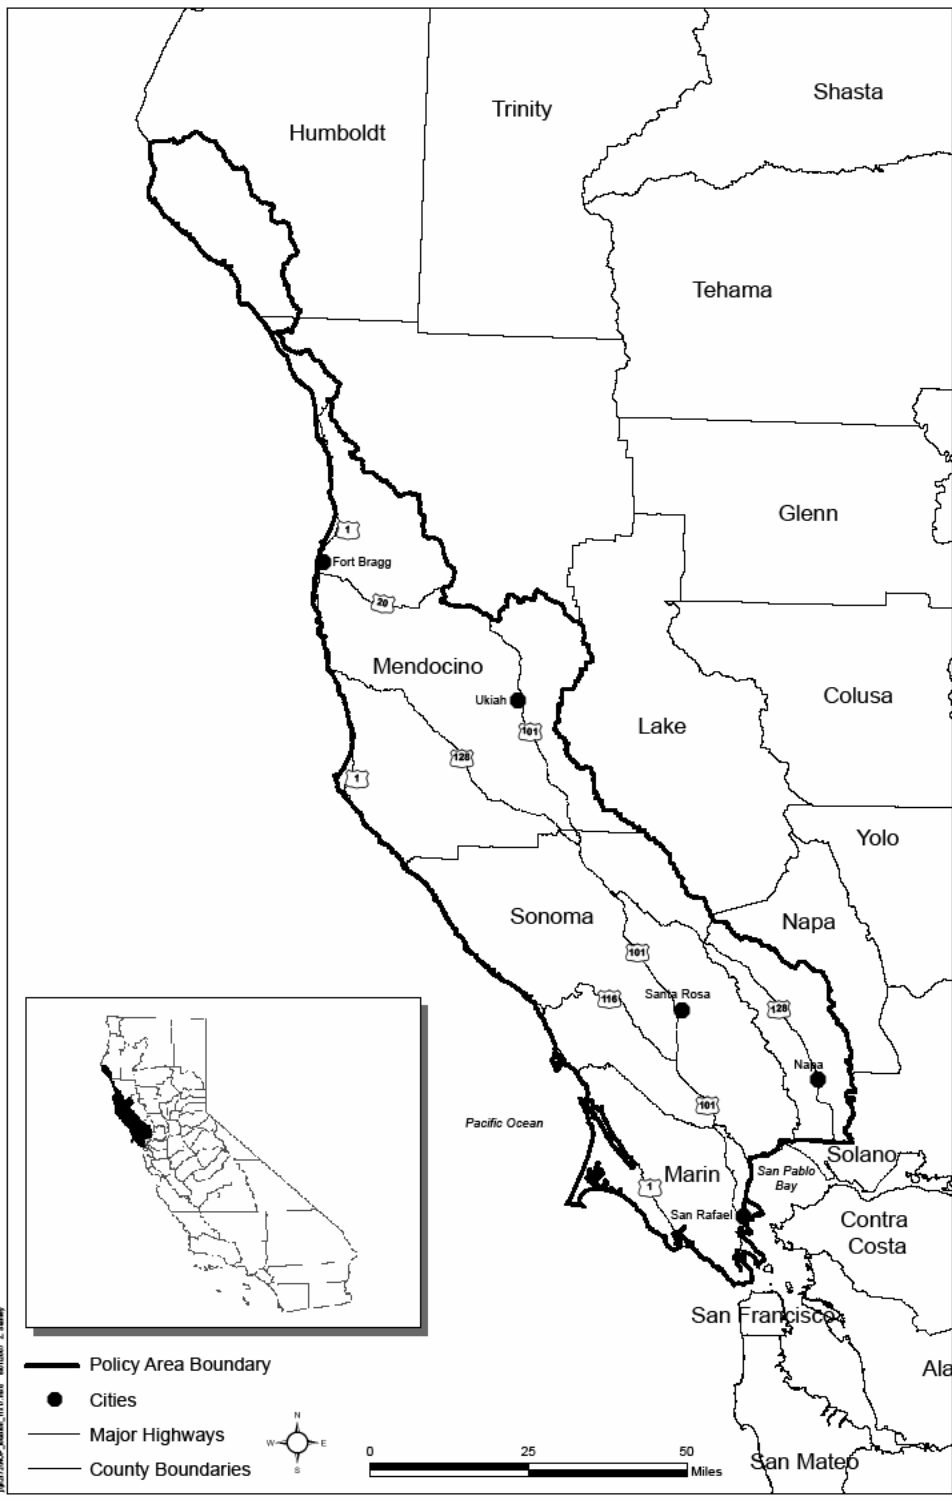 Shasta
Trinity
Humboldt
Tehama
Glenn
1
Fort Bragg
20
Mendocino
Ukiah
Colusa
Lake
101
128
1
Yolo
Sonoma
Napa
101
Santa Rosa
116
128
Napa
101
Pacific Ocean
Solano
Marin
San Pablo
Bay
1
San Rafael
Contra
Costa
San Francisco
Ala
San Mateo
Policy Area Boundary
Cities
Major Highways
County Boundaries
N
W E
S
0 25 50
Miles